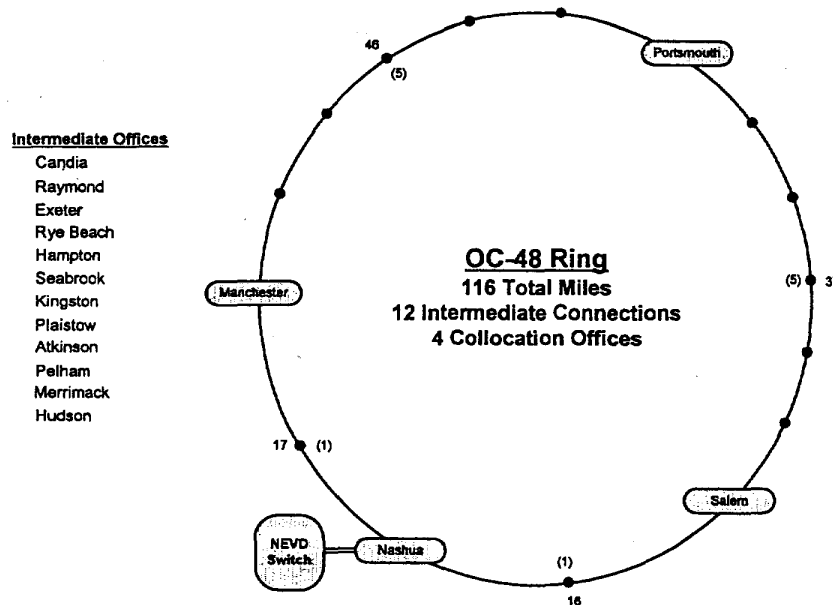 46
(5)
Portsmouth
Intermediate Offices
Candia
Raymond
Exeter
Rye Beach
Hampton
Seabrook
Kingston
Plaistow
Atkinson
Pelham
Merrimack
Hudson
OC-48 Ring
116 Total Miles
12 Intermediate Connections
4 Collocation Offices
Manchester
(5) 3
17 (1)
Salem
NEVD
Switch
Nashua
(1)
16